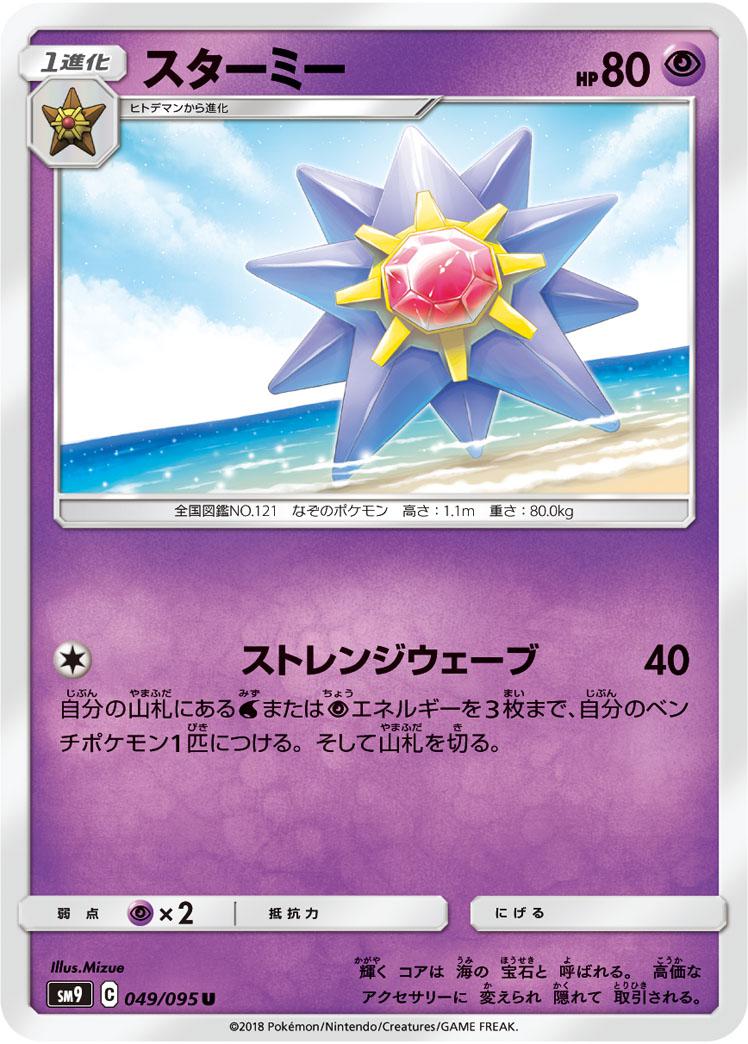 1進化 スターミー HP 80
ヒトデマンから進化
全国図鑑NO.121 なぞのポケモン 高さ：1.1m 重さ：80.0kg
ストレンジウェーブ 40
自分の山札にある または エネルギーを3枚まで、自分のベン
チポケモン1匹につける。そして山札を切る。
弱点 ×2 抵抗力 にげる
Illus.Mizue
輝く コアは 海の 宝石と 呼ばれる。 高価な
アクセサリーに 変えられ 隠れて 取引される。
SM9 C 049/095 U
©2018 Pokémon/Nintendo/Creatures/GAME FREAK.